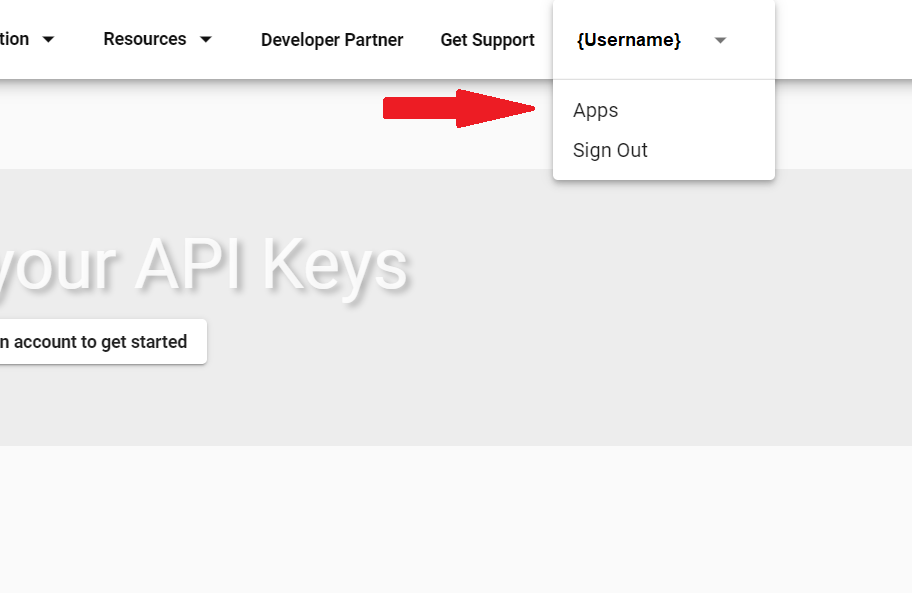 tion Resources Developer Partner Get Support {Username}
Apps
Sign Out
your API Keys
n account to get started